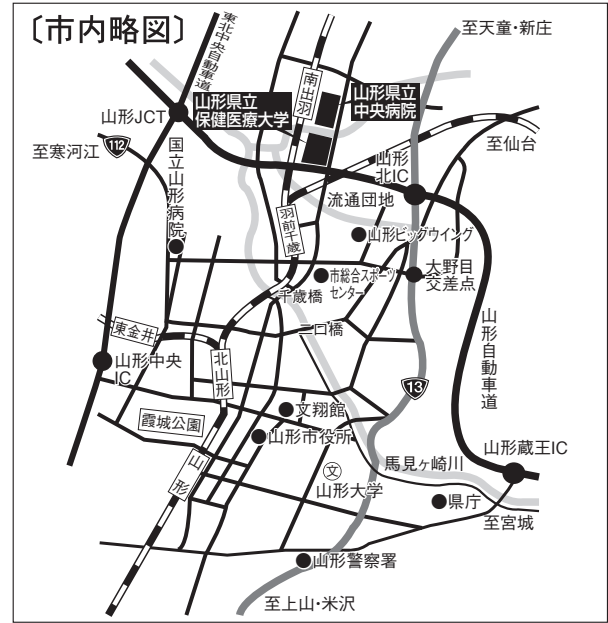 〔市内略図〕
東北中央自動車道
至天童・新庄
南出羽
山形県立
保健医療大学
山形県立
中央病院
山形JCT
112
至寒河江
国立山形病院
至仙台
山形
北IC
流通団地
羽前千歳
山形ビッグウイング
市総合スポーツ
センター
大野目
交差点
千歳橋
二口橋
山形自動車道
東金井
北山形
山形中央
IC
13
文翔館
霞城公園
山形市役所
山形
文
山形大学
馬見ヶ崎川
山形蔵王IC
県庁
至宮城
山形警察署
至上山・米沢